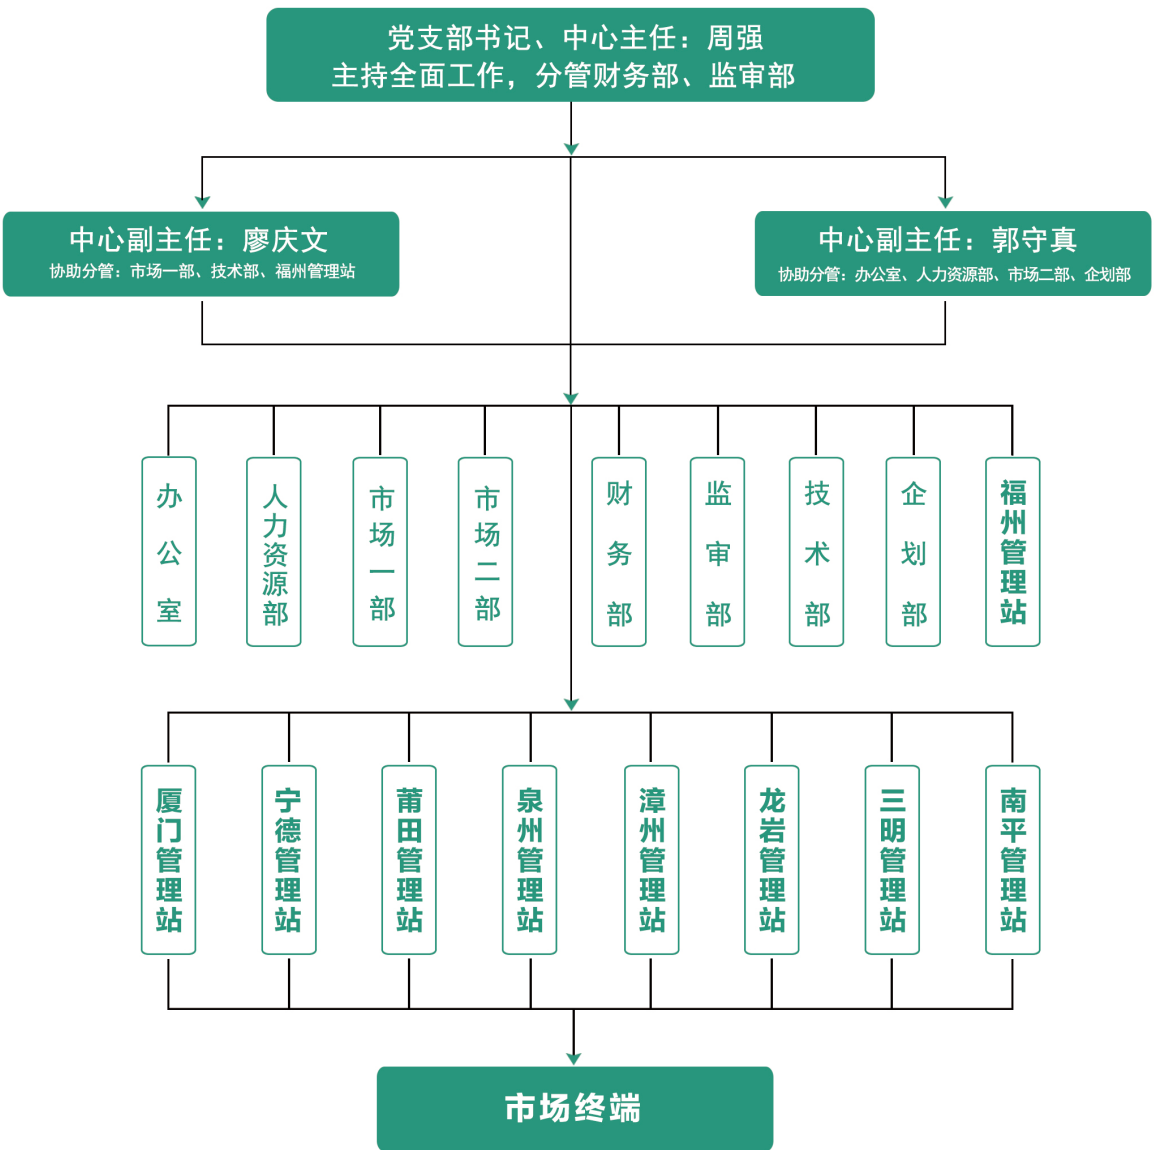 党支部书记、中心主任：周强
主持全面工作，分管财务部、监审部
中心副主任：廖庆文
协助分管：市场一部、技术部、福州管理站
中心副主任：郭守真
协助分管：办公室、人力资源部、市场二部、企划部
办公室
人力资源部
市场一部
市场二部
财务部
监审部
技术部
企划部
福州管理站
厦门管理站
宁德管理站
莆田管理站
泉州管理站
漳州管理站
龙岩管理站
三明管理站
南平管理站
市场终端